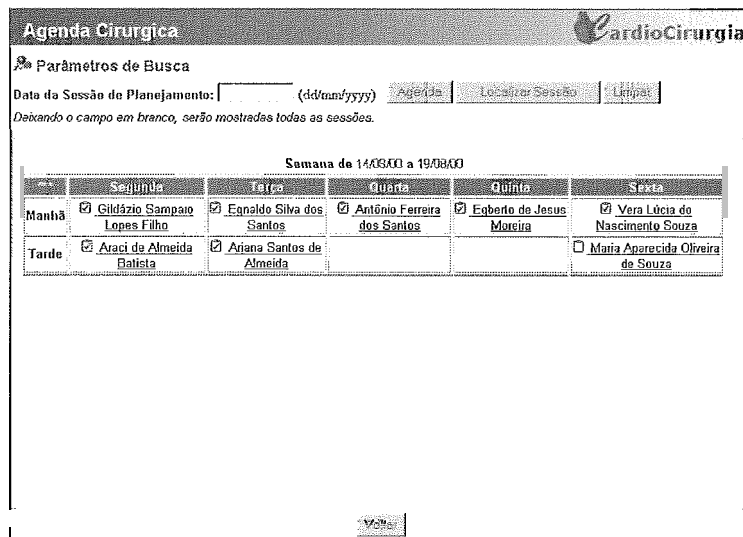 Agenda Cirurgica
CardioCirurgia
Parâmetros de Busca
Data da Sessão de Planejamento: (dd/mm/yyyy) Agenda Localizar Sessão Limpar
Deixando o campo em branco, serão mostradas todas as sessões.
Semana de 14/08/00 a 19/08/00
Segunda Terça Quarta Quinta Sexta
Manhã Gildázio Sampaio Lopes Filho Egnaldo Silva dos Santos Antônio Ferreira dos Santos Egberto de Jesus Moreira Vera Lúcia do Nascimento Souza
Tarde Araci de Almeida Batista Ariana Santos de Almeida Maria Aparecida Oliveira de Souza
Voltar